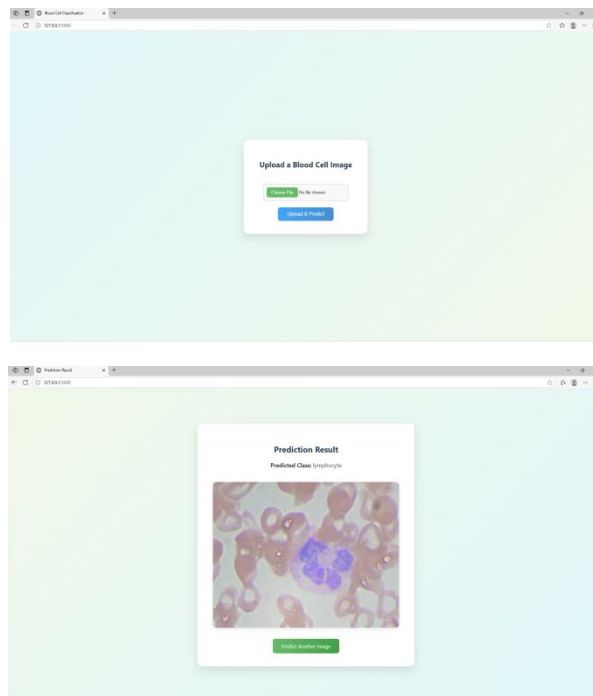 Blood Cell Classification
127.0.0.1:5000
Upload a Blood Cell Image
Choose File No file chosen
Upload & Predict
Prediction Result
127.0.0.1:5000
Prediction Result
Predicted Class: lymphocyte
Predict Another Image